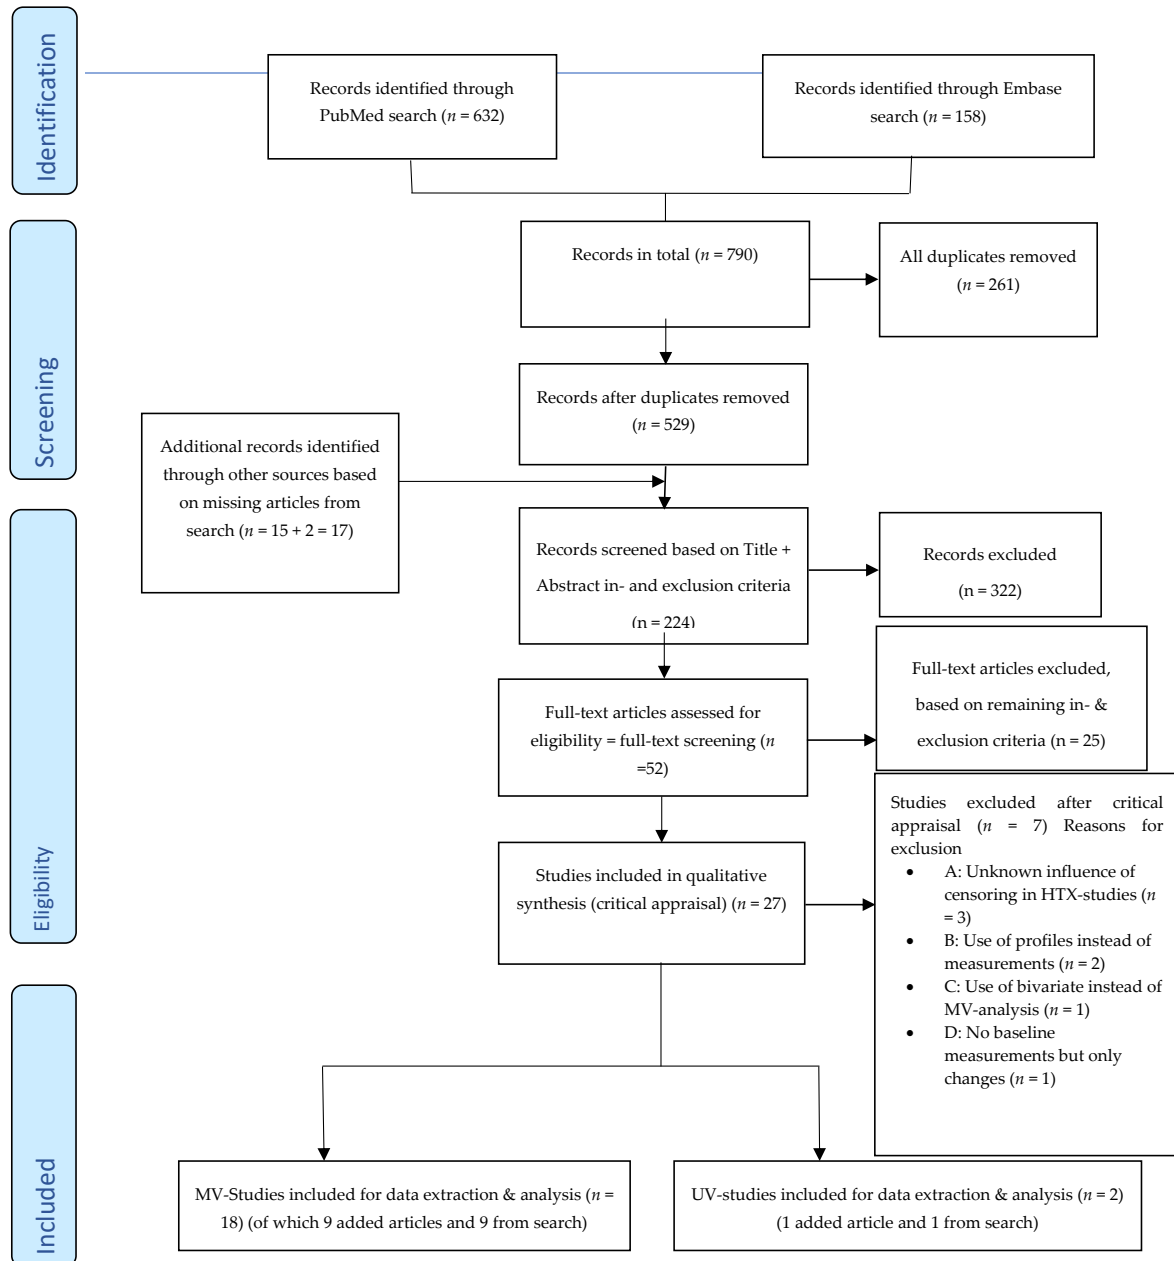 Identification
Records identified through
PubMed search (n = 632)
Records identified through Embase
search (n = 158)
Screening
Records in total (n = 790)
All duplicates removed
(n = 261)
Records after duplicates removed
(n = 529)
Additional records identified
through other sources based
on missing articles from
search (n = 15 + 2 = 17)
Eligibility
Records screened based on Title +
Abstract in- and exclusion criteria
(n = 224)
Records excluded
(n = 322)
Full-text articles assessed for
eligibility = full-text screening (n
=52)
Full-text articles excluded,
based on remaining in- &
exclusion criteria (n = 25)
Studies included in qualitative
synthesis (critical appraisal) (n = 27)
Studies excluded after critical
appraisal (n = 7) Reasons for
exclusion
• A: Unknown influence of
censoring in HTX-studies (n
= 3)
• B: Use of profiles instead of
measurements (n = 2)
• C: Use of bivariate instead of
MV-analysis (n = 1)
• D: No baseline
measurements but only
changes (n = 1)
Included
MV-Studies included for data extraction & analysis (n =
18) (of which 9 added articles and 9 from search)
UV-studies included for data extraction & analysis (n = 2)
(1 added article and 1 from search)